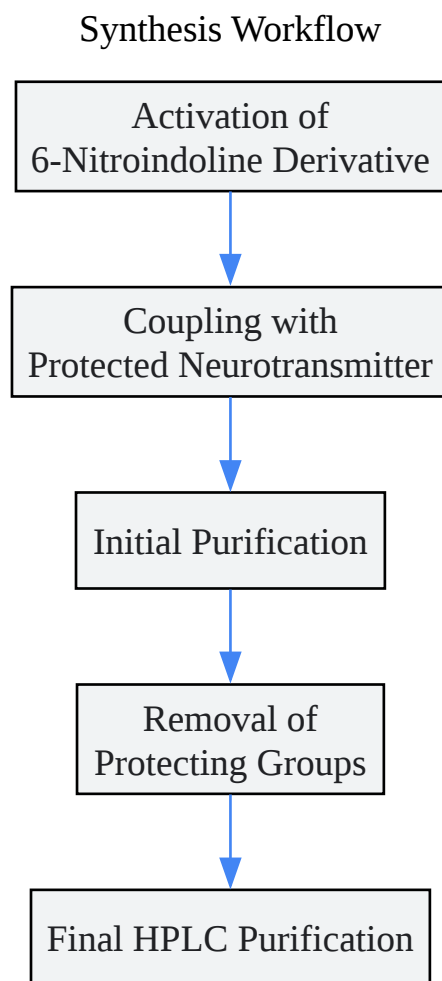 Synthesis Workflow
Activation of
6-Nitroindoline Derivative
Coupling with
Protected Neurotransmitter
Initial Purification
Removal of
Protecting Groups
Final HPLC Purification